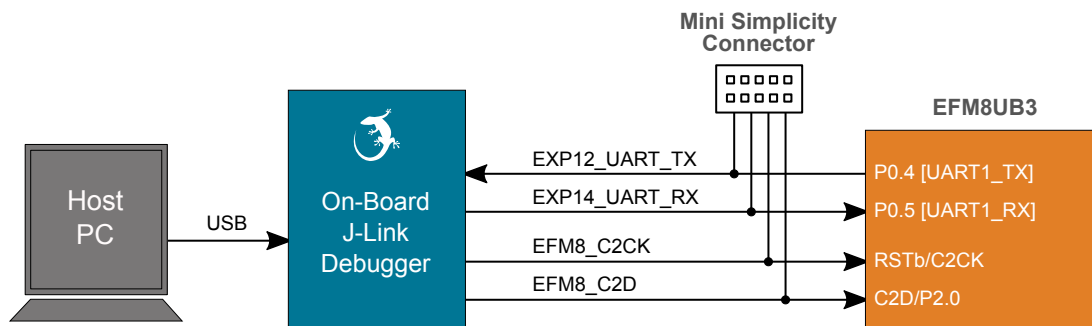 Mini Simplicity
Connector
EFM8UB3
Host
PC
USB
On-Board
J-Link
Debugger
EXP12_UART_TX
EXP14_UART_RX
EFM8_C2CK
EFM8_C2D
P0.4 [UART1_TX]
P0.5 [UART1_RX]
RSTb/C2CK
C2D/P2.0